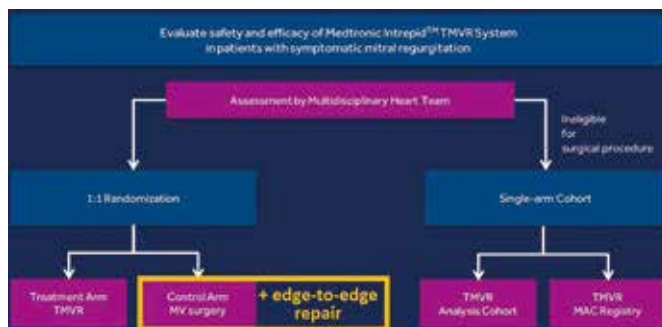 Evaluate safety and efficacy of Medtronic Intrepid™ TMVR System
in patients with symptomatic mitral regurgitation
Assessment by Multidisciplinary Heart Team
Ineligible
for
surgical procedure
1:1 Randomization
Single-arm Cohort
Treatment Arm
TMVR
Control Arm
MV surgery
+ edge-to-edge
repair
TMVR
Analysis Cohort
TMVR
MAC Registry